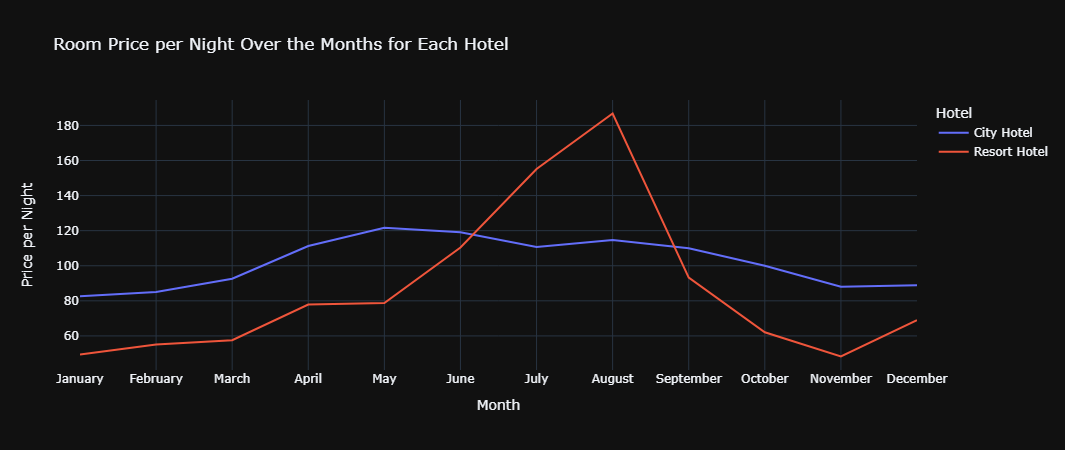 Room Price per Night Over the Months for Each Hotel
Hotel
City Hotel
Resort Hotel
Price per Night
180
160
140
120
100
80
60
January February March April May June July August September October November December
Month